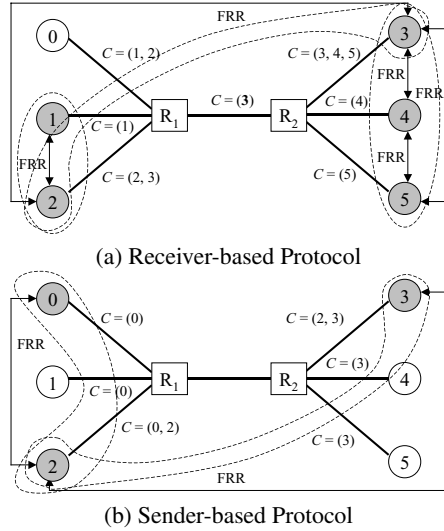 FRR
0
3
C = (1, 2)
C = (3, 4, 5)
FRR
1
C = (1)
R1
C = (3)
R2
C = (4)
4
FRR
FRR
C = (2, 3)
C = (5)
FRR
2
5
(a) Receiver-based Protocol
0
3
C = (0)
C = (2, 3)
FRR
1
C = (0)
R1
R2
C = (3)
4
C = (0, 2)
C = (3)
2
5
FRR
(b) Sender-based Protocol